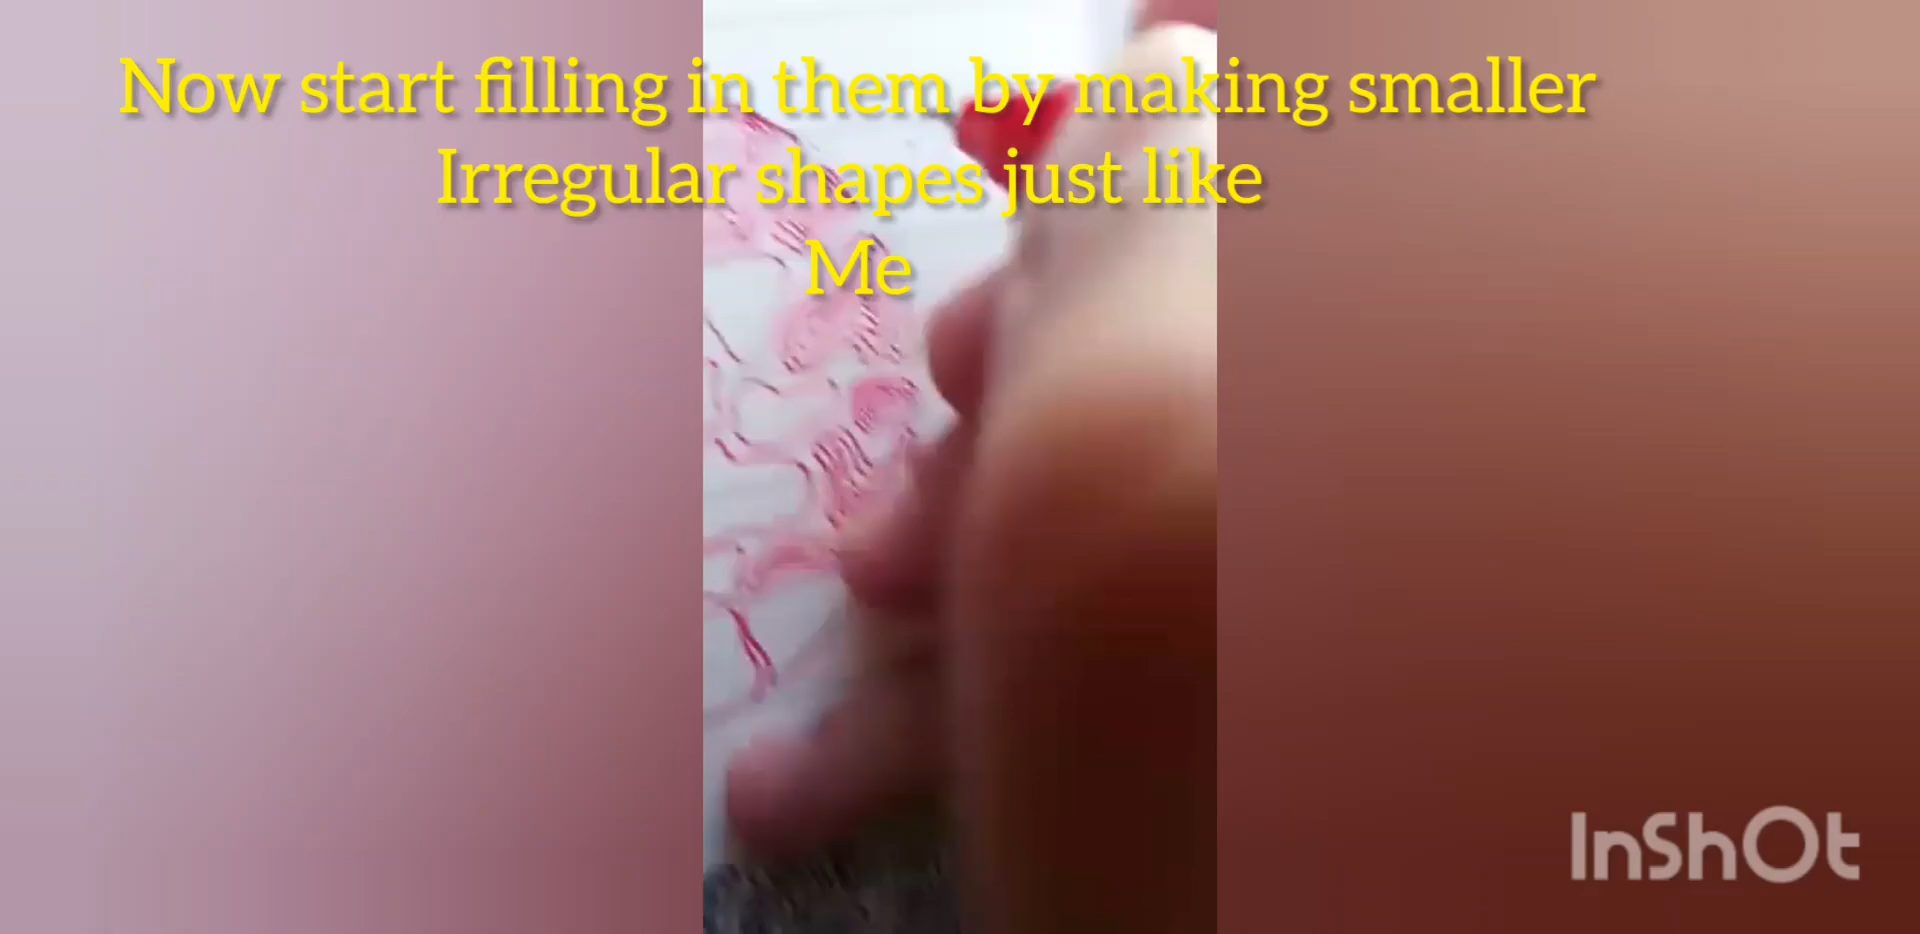 Now start filling in them by making smaller
Irregular shapes just like
Me
InShOt